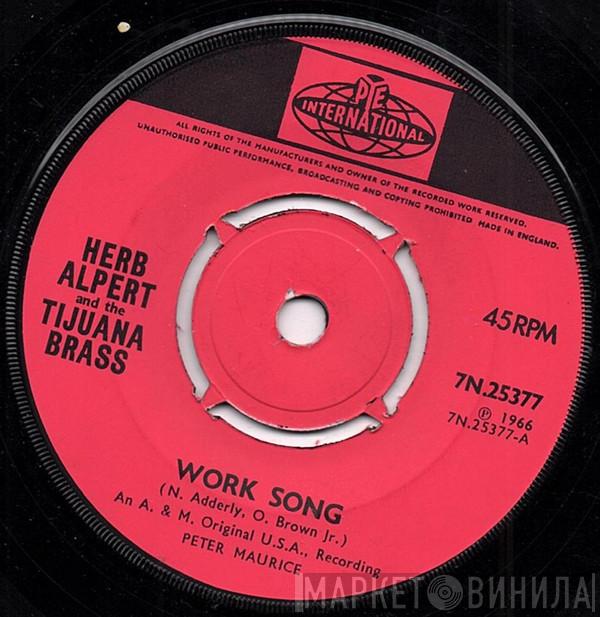 PYE
INTERNATIONAL
ALL RIGHTS OF THE MANUFACTURERS AND OWNER OF THE RECORDED WORK RESERVED.
UNAUTHORISED PUBLIC PERFORMANCE, BROADCASTING AND COPYING PROHIBITED MADE IN ENGLAND.
HERB
ALPERT
and the
TIJUANA
BRASS
45 RPM
7N.25377
℗ 1966
7N.25377-A
WORK SONG
(N. Adderly, O. Brown Jr.)
An A. & M. Original U.S.A., Recording
PETER MAURICE
МАРКЕТ ВИНИЛА